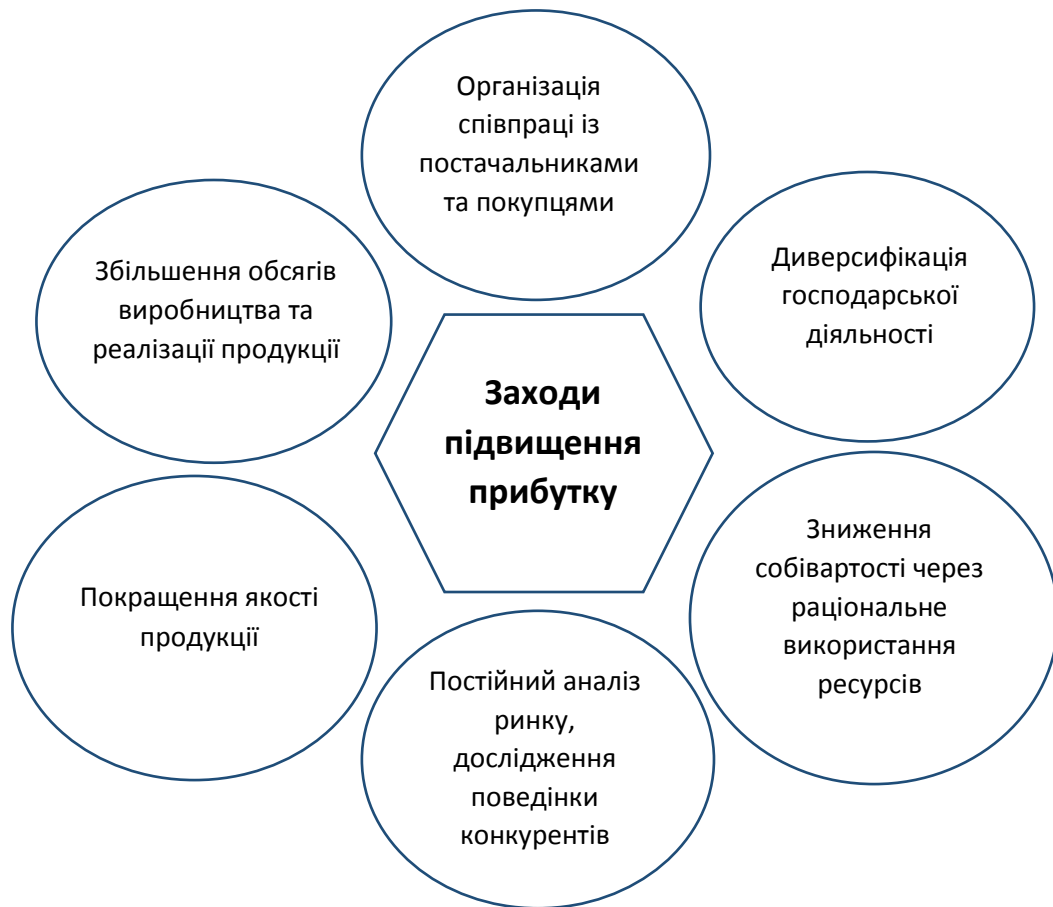 Організація
співпраці із
постачальниками
та покупцями
Збільшення обсягів
виробництва та
реалізації продукції
Диверсифікація
господарської
діяльності
Заходи
підвищення
прибутку
Покращення якості
продукції
Зниження
собівартості через
раціональне
використання
ресурсів
Постійний аналіз
ринку,
дослідження
поведінки
конкурентів